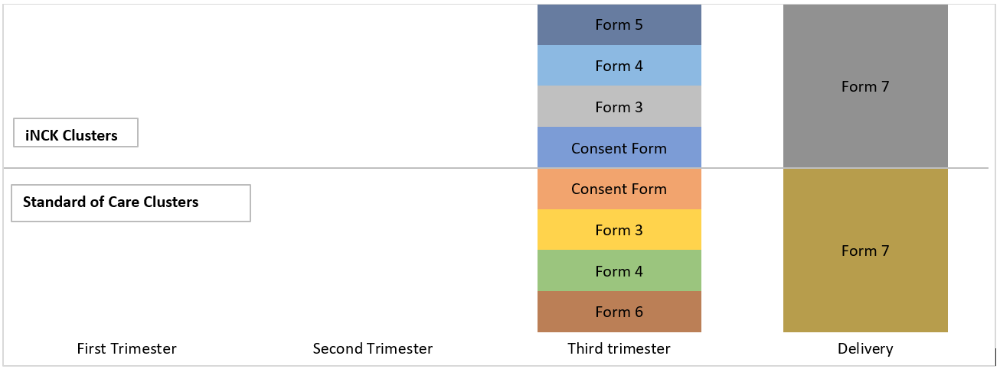 Form 5
Form 4
Form 7
Form 3
iNCK Clusters
Consent Form
Consent Form
Standard of Care Clusters
Form 3
Form 7
Form 4
Form 6
First Trimester
Second Trimester
Third trimester
Delivery